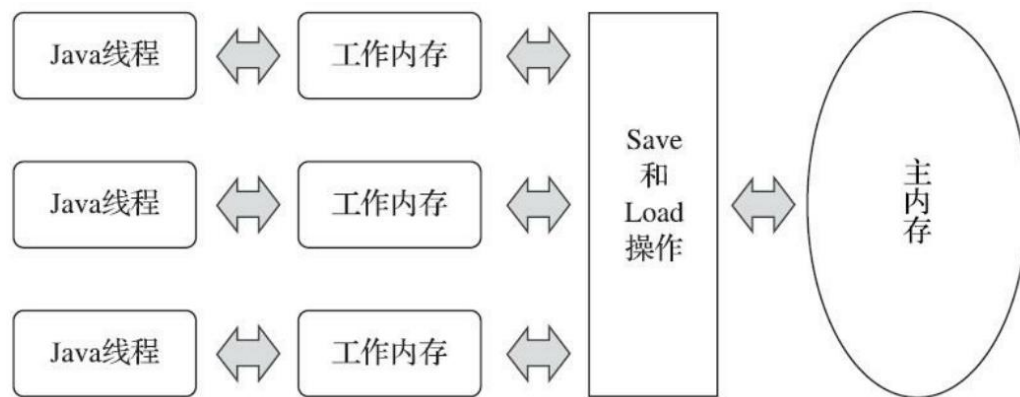 Java线程
工作内存
Java线程
工作内存
Java线程
工作内存
Save
和
Load
操作
主
内
存